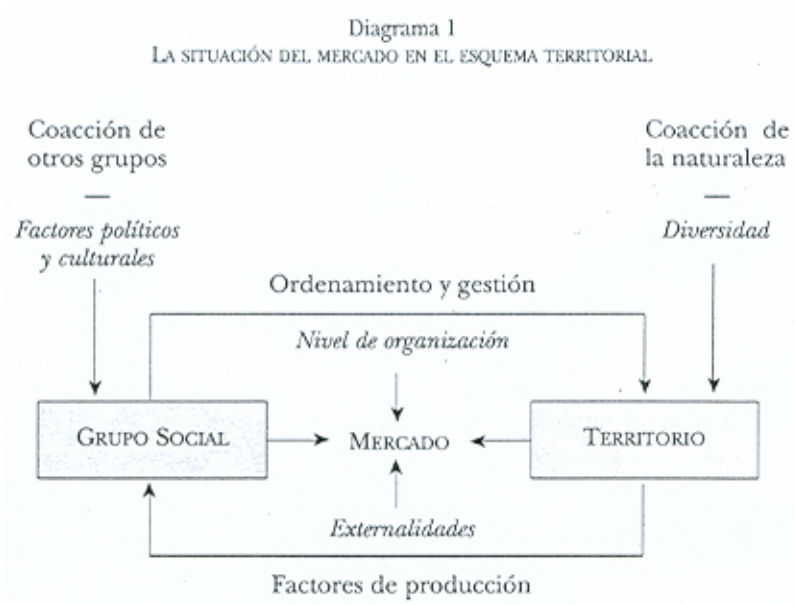 Diagrama 1
LA SITUACIÓN DEL MERCADO EN EL ESQUEMA TERRITORIAL
Coacción de
otros grupos
—
Factores políticos
y culturales
Coacción de
la naturaleza
—
Diversidad
Ordenamiento y gestión
Nivel de organización
GRUPO SOCIAL
MERCADO
TERRITORIO
Externalidades
Factores de producción